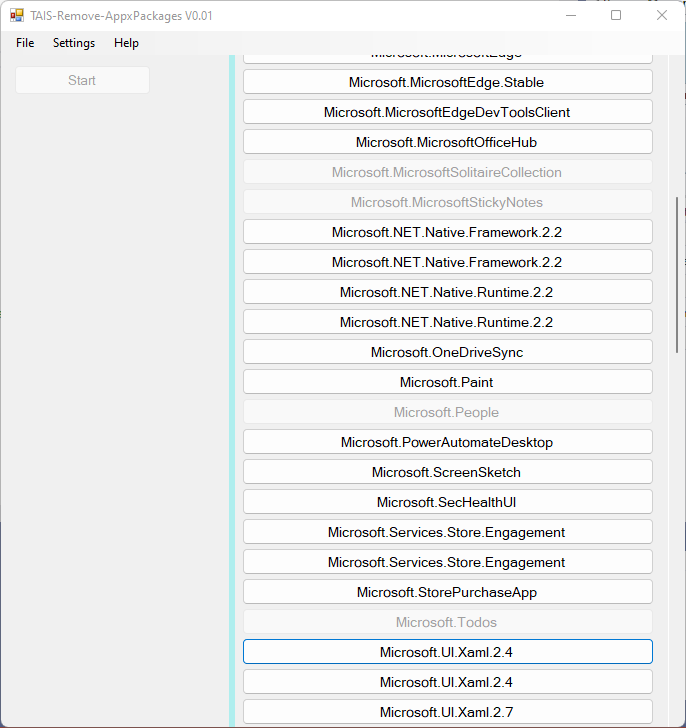 TAIS-Remove-AppxPackages V0.01
File Settings Help
Start
Microsoft.MicrosoftEdge
Microsoft.MicrosoftEdge.Stable
Microsoft.MicrosoftEdgeDevToolsClient
Microsoft.MicrosoftOfficeHub
Microsoft.MicrosoftSolitaireCollection
Microsoft.MicrosoftStickyNotes
Microsoft.NET.Native.Framework.2.2
Microsoft.NET.Native.Framework.2.2
Microsoft.NET.Native.Runtime.2.2
Microsoft.NET.Native.Runtime.2.2
Microsoft.OneDriveSync
Microsoft.Paint
Microsoft.People
Microsoft.PowerAutomateDesktop
Microsoft.ScreenSketch
Microsoft.SecHealthUI
Microsoft.Services.Store.Engagement
Microsoft.Services.Store.Engagement
Microsoft.StorePurchaseApp
Microsoft.Todos
Microsoft.UI.Xaml.2.4
Microsoft.UI.Xaml.2.4
Microsoft.UI.Xaml.2.7